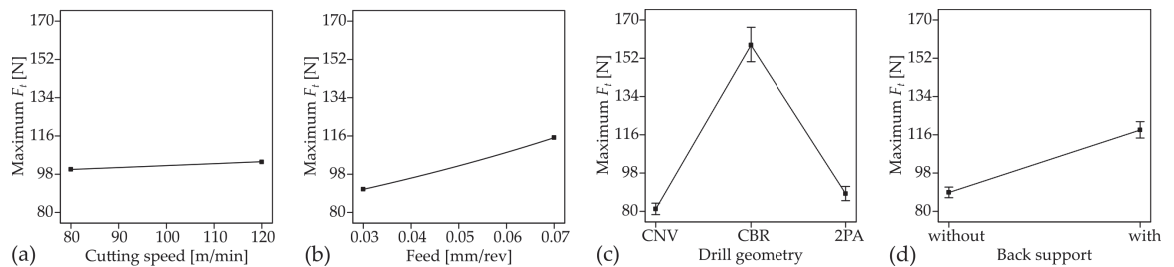 Maximum Ft [N]
170
152
134
116
98
80
80 90 100 110 120
(a) Cutting speed [m/min]
Maximum Ft [N]
170
152
134
116
98
80
0.03 0.04 0.05 0.06 0.07
(b) Feed [mm/rev]
Maximum Ft [N]
170
152
134
116
98
80
CNV CBR 2PA
(c) Drill geometry
Maximum Ft [N]
170
152
134
116
98
80
without with
(d) Back support